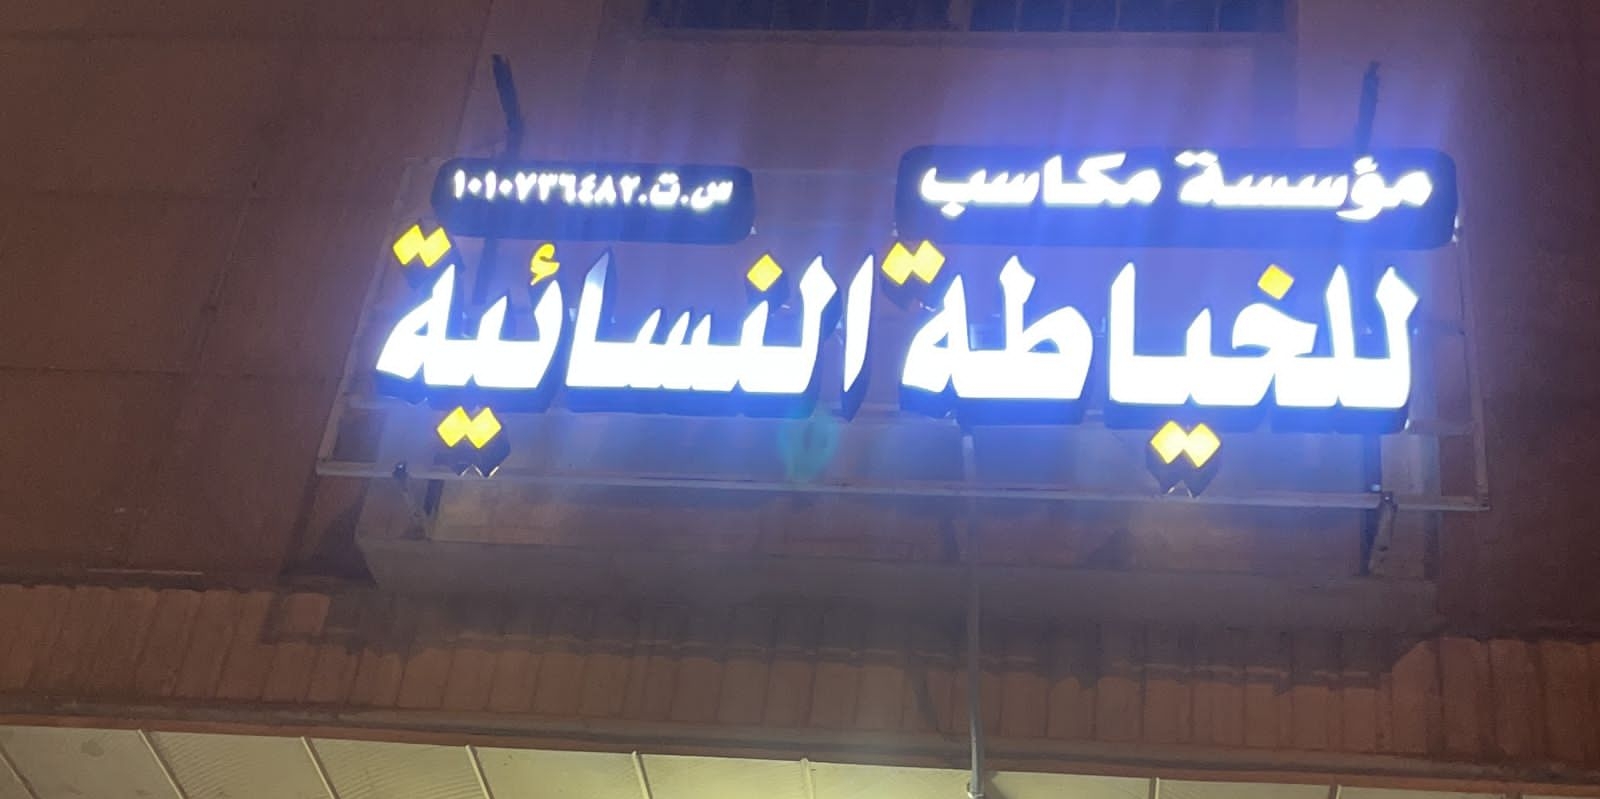 مؤسسة مكاسب
س.ت.١٠١٠٧٣٦٤٨٢
للخياطة النسائية